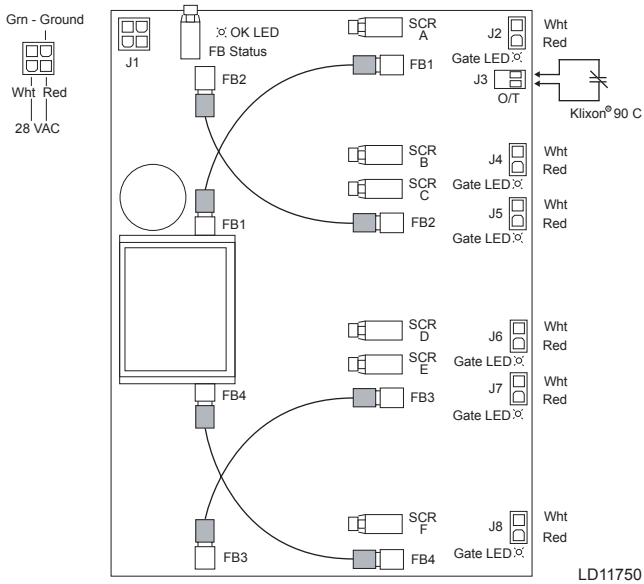 Grn - Ground
Wht Red
28 VAC
J1
OK LED
FB Status
FB2
SCR
A
FB1
J2
Wht
Red
Gate LED
J3
O/T
Klixon® 90 C
SCR
B
J4
Wht
Red
Gate LED
SCR
C
J5
Wht
Red
FB1
FB2
Gate LED
SCR
D
J6
Wht
Red
Gate LED
SCR
E
J7
Wht
Red
FB4
FB3
Gate LED
SCR
F
J8
Wht
Red
Gate LED
FB3
FB4
LD11750